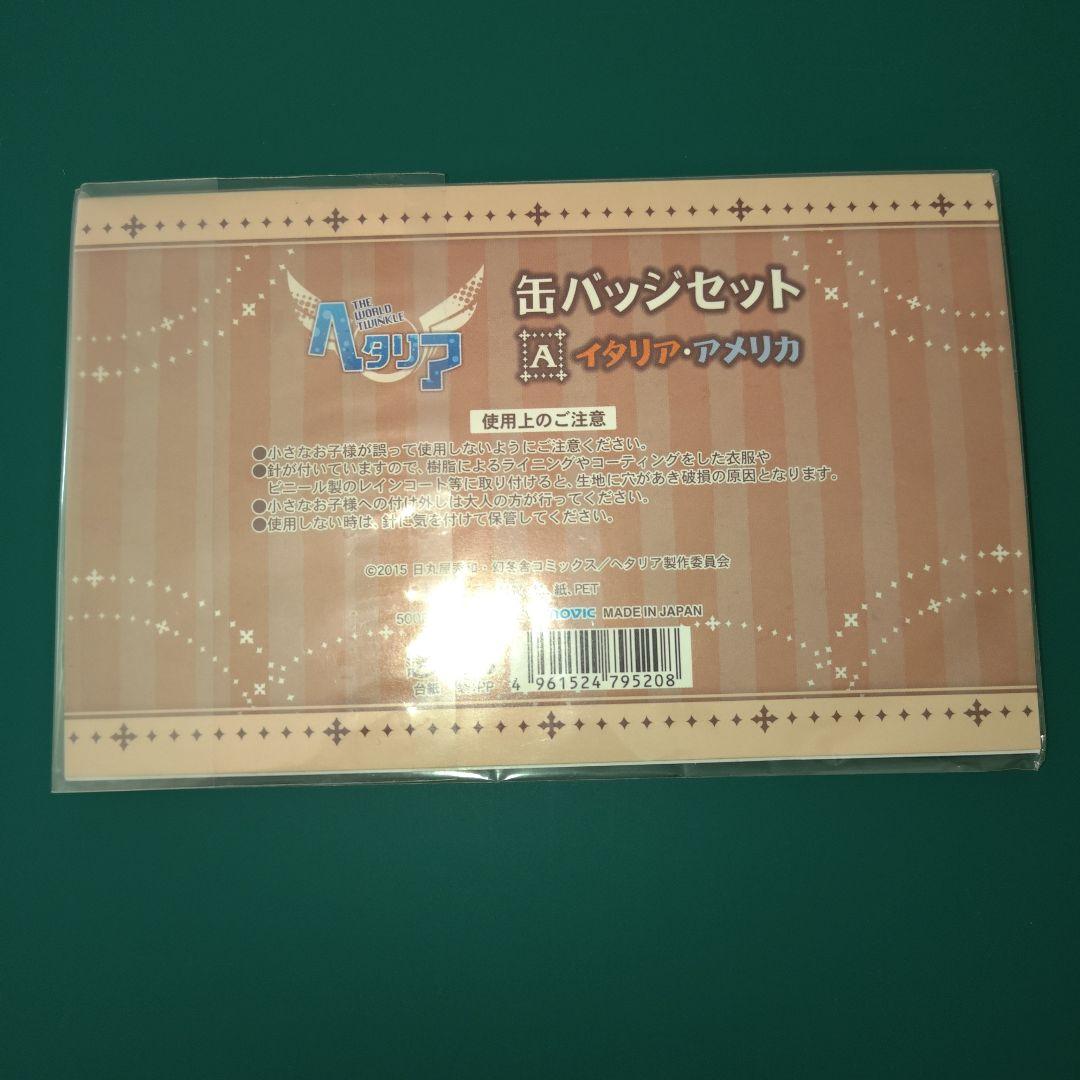 THE
WORLD
TWINKLE
ヘタリア
缶バッジセット
A イタリア・アメリカ
使用上のご注意
●小さなお子様が誤って使用しないようにご注意ください。
●針が付いていますので、樹脂によるライニングやコーティングをした衣服や
ビニール製のレインコート等に取り付けると、生地に穴があき破損の原因となります。
●小さなお子様への付け外しは大人の方が行ってください。
●使用しない時は、針に気を付けて保管してください。
©2015 日丸屋秀和・幻冬舎コミックス／ヘタリア製作委員会
紙、PET
500 movic MADE IN JAPAN
台紙 PP
4 961524 795208